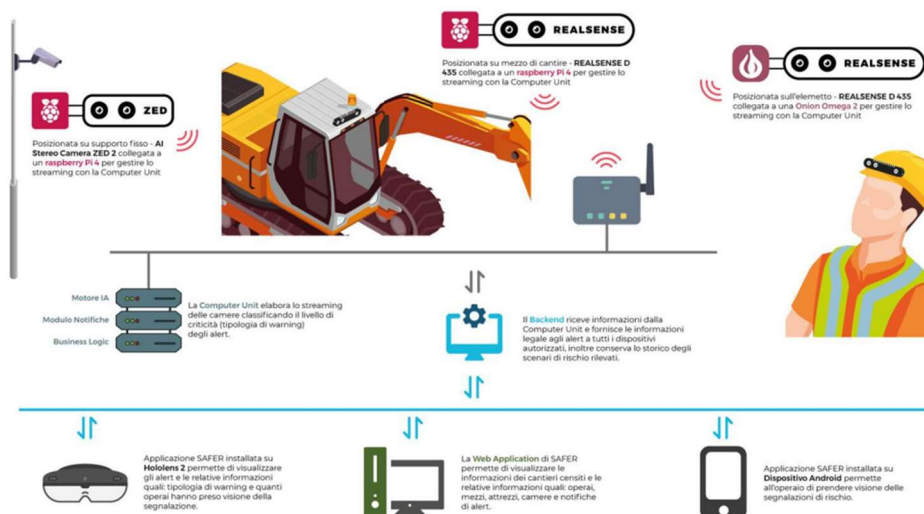 REALSENSE
Posizionata su mezzo di cantire - REALSENSE D
435 collegata a un raspberry Pi 4 per gestire lo
streaming con la Computer Unit
REALSENSE
Posizionata sull'elemetto - REALSENSE D 435
collegata a una Onion Omega 2 per gestire lo
streaming con la Computer Unit
ZED
Posizionata su supporto fisso - AI
Stereo Camera ZED 2 collegata a
un raspberry Pi 4 per gestire lo
streaming con la Computer Unit
Motore IA
Modulo Notifiche
Business Logic
La Computer Unit elabora lo streaming
delle camere classificando il livello di
criticità (tipologia di warning)
degli alert.
Il Backend riceve informazioni dalla
Computer Unit e fornisce le informazioni
legale agli alert a tutti i dispositivi
autorizzati, inoltre conserva lo storico degli
scenari di rischio rilevati.
Applicazione SAFER installata su
Hololens 2 permette di visualizzare
gli alert e le relative informazioni
quali: tipologia di warning e quanti
operai hanno preso visione della
segnalazione.
La Web Application di SAFER
permette di visualizzare le
informazioni dei cantieri censiti e le
relative informazioni quali: operai,
mezzi, attrezzi, camere e notifiche
di alert.
Applicazione SAFER installata su
Dispositivo Android permette
all'operaio di prendere visione delle
segnalazioni di rischio.